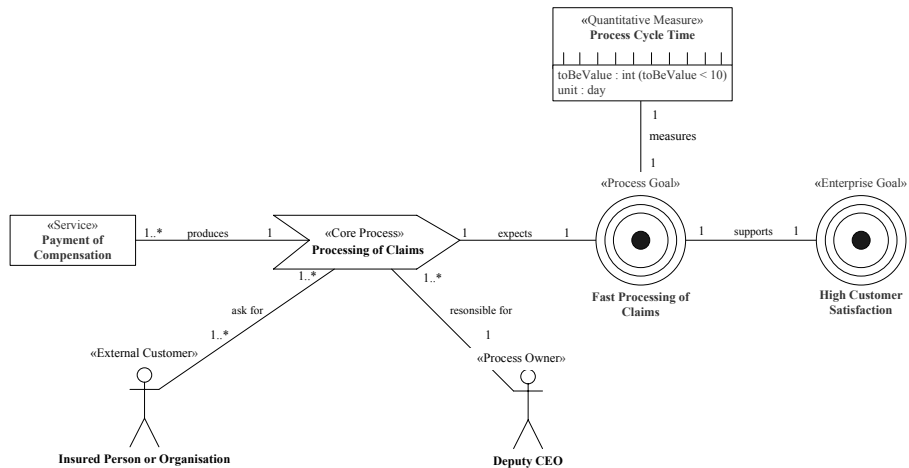 «Quantitative Measure»
Process Cycle Time
toBeValue : int (toBeValue < 10)
unit : day
1
measures
1
«Process Goal»
«Enterprise Goal»
«Service»
Payment of
Compensation
1..* produces 1
«Core Process»
Processing of Claims
1 expects 1
1 supports 1
Fast Processing of
Claims
High Customer
Satisfaction
1..*
1..*
ask for
resonsible for
1..*
1
«External Customer»
«Process Owner»
Insured Person or Organisation
Deputy CEO